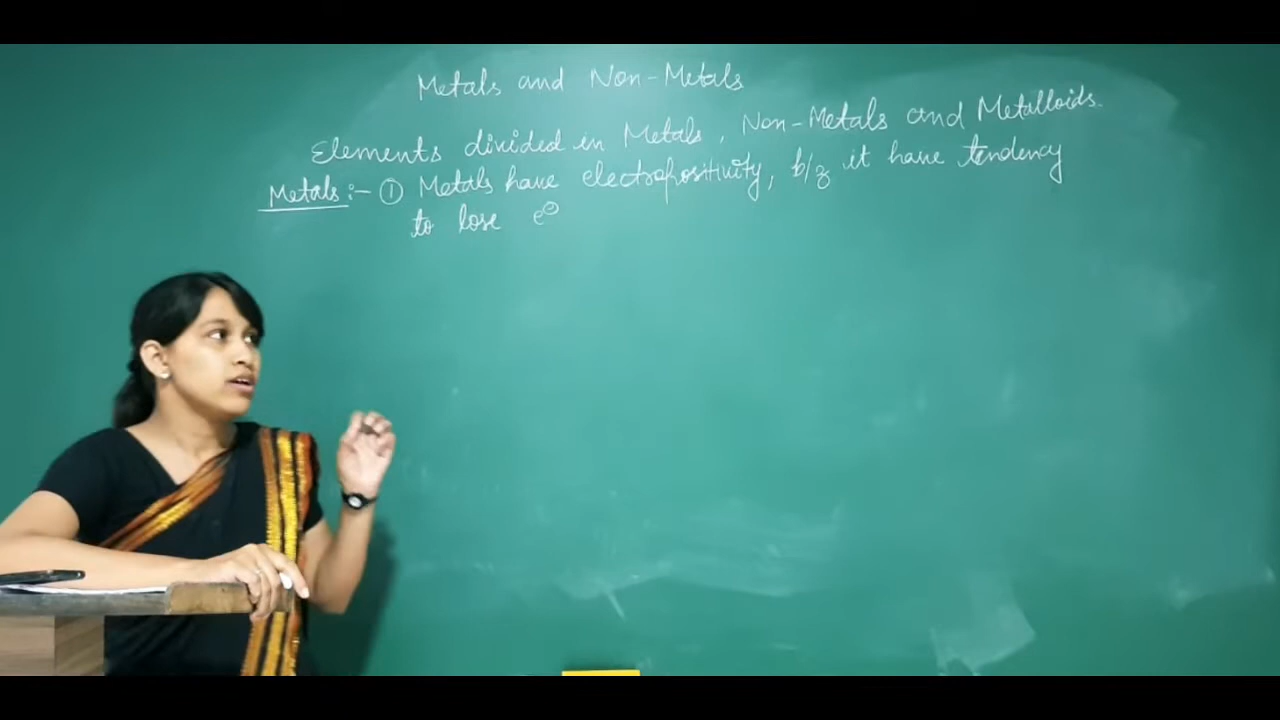 Metals and Non-Metals
Elements divided in Metals, Non-Metals and Metalloids.
Metals:- ① Metals have electropositivity, b/z it have tendency
to lose e⊖